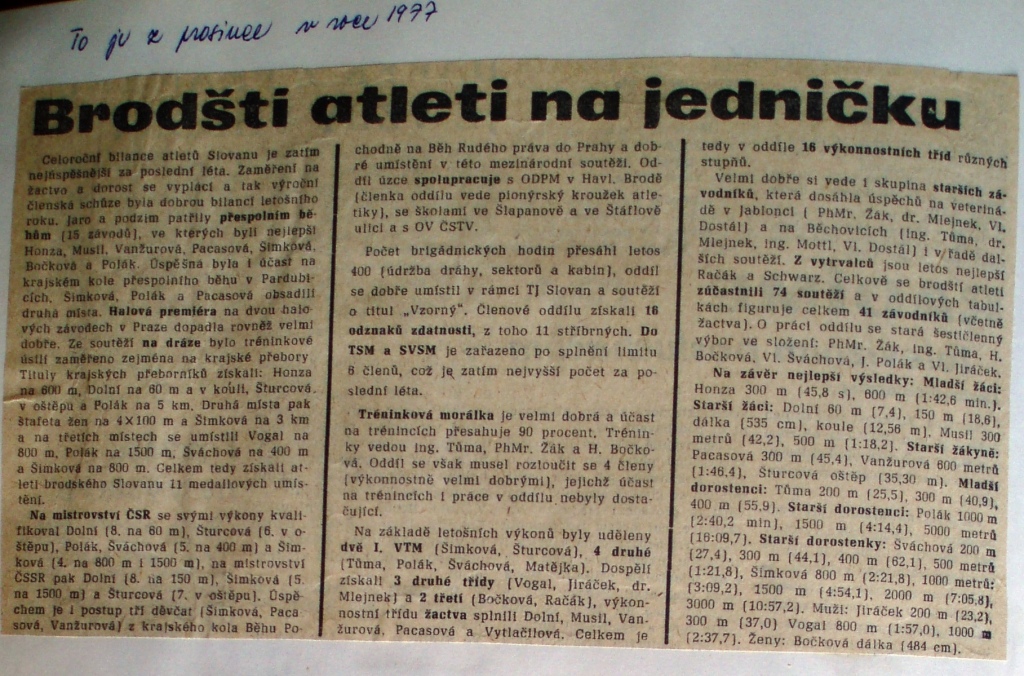 To je z prosince v roce 1977
Brodští atleti na jedničku
Celoroční bilance atletů Slovanu je zatím
nejúspěšnější za poslední léta. Zaměření na
žactvo a dorost se vyplácí a tak výroční
členská schůze byla dobrou bilancí letošního
roku. Jaro a podzim patřily přespolním bě-
hům (15 závodů), ve kterých byli nejlepší
Honza, Musil, Vanžurová, Pacasová, Šimková,
Bočková a Polák. Úspěšná byla i účast na
krajském kole přespolního běhu v Pardubi-
cích. Šimková, Polák a Pacasová obsadili
druhá místa. Halová premiéra na dvou halo-
vých závodech v Praze dopadla rovněž velmi
dobře. Ze soutěží na dráze bylo tréninkové
úsilí zaměřeno zejména na krajské přebory.
Tituly krajských přeborníků získali: Honza
na 600 m, Dolní na 60 m a v kouli, Šturcová
v oštěpu a Polák na 5 km. Druhá místa pak
štafeta žen na 4×100 m a Šimková na 3 km
a na třetích místech se umístili Vogal na
800 m, Polák na 1500 m, Šváchová na 400 m
a Šimková na 800 m. Celkem tedy získali at-
leti brodského Slovanu 11 medailových umís-
tění.
Na mistrovství ČSR se svými výkony kvali-
fikoval Dolní (8. na 60 m), Šturcová (6. v o-
štěpu), Polák, Šváchová (5. na 400 m) a Šim-
ková (4. na 800 m i 1500 m), na mistrovství
ČSSR pak Dolní (8. na 150 m), Šimková (5.
na 1500 m) a Šturcová (7. v oštěpu). Úspě-
chem je i postup tří děvčat (Šimková, Paca-
sová, Vanžurová) z krajského kola Běhu Po-
chodně na Běh Rudého práva do Prahy a dob-
ré umístění v této mezinárodní soutěži. Od-
díl úzce spolupracuje s ODPM v Havl. Brodě
(členka oddílu vede pionýrský kroužek atle-
tiky), se školami ve Šlapanově a ve Štáflově
ulici a s OV ČSTV.
Počet brigádnických hodin přesáhl letos
400 (údržba dráhy, sektorů a kabin), oddíl
se dobře umístil v rámci TJ Slovan a soutěží
o titul „Vzorný“. Členové oddílu získali 16
odznaků zdatnosti, z toho 11 stříbrných. Do
TSM a SVSM je zařazeno po splnění limitu
6 členů, což je zatím nejvyšší počet za po-
slední léta.
Tréninková morálka je velmi dobrá a účast
na trénincích přesahuje 90 procent. Trénin-
ky vedou ing. Tůma, PhMr. Žák a H. Bočko-
vá. Oddíl se však musel rozloučit se 4 členy
(výkonnostně velmi dobrými), jejichž účast
na trénincích i práce v oddílu nebyly dosta-
čující.
Na základě letošních výkonů byly uděleny
dvě I. VTM (Šimková, Šturcová), 4 druhé
(Tůma, Polák, Šváchová, Matějka). Dospělí
získali 3 druhé třídy (Vogal, Jiráček, dr.
Mlejnek) a 2 třetí (Bočková, Račák), výkon-
nostní třídu žactva splnili Dolní, Musil, Van-
žurová, Pacasová a Vytlačilová. Celkem je
tedy v oddíle 16 výkonnostních tříd různých
stupňů.
Velmi dobře si vede i skupina starších zá-
vodníků, která dosáhla úspěchů na veteriná-
dě v Jablonci (PhMr. Žák, dr. Mlejnek, Vl.
Dostál) a na Běchovicích (ing. Tůma, dr.
Mlejnek, ing. Mottl, Vl. Dostál) i v řadě dal-
ších soutěží. Z vytrvalců jsou letos nejlepší
Račák a Schwarz. Celkově se brodští atleti
zúčastnili 74 soutěží a v oddílových tabul-
kách figuruje celkem 41 závodníků (včetně
žactva). O práci oddílu se stará šestičlenný
výbor ve složení: PhMr. Žák, ing. Tůma, H.
Bočková, Vl. Šváchová, J. Polák a Vl. Jiráček.
Na závěr nejlepší výsledky: Mladší žáci:
Honza 300 m (45,8 s), 600 m (1:42,6 min.).
Starší žáci: Dolní 60 m (7,4), 150 m (18,6),
dálka (535 cm), koule (12,56 m), Musil 300
metrů (42,2), 500 m (1:18,2). Starší žákyně:
Pacasová 300 m (45,4), Vanžurová 600 metrů
(1:46,4), Šturcová oštěp (35,30 m). Mladší
dorostenci: Tůma 200 m (25,5), 300 m (40,9),
400 m (55,9). Starší dorostenci: Polák 1000 m
(2:40,2 min), 1500 m (4:14,4), 5000 metrů
(16:09,7). Starší dorostenky: Šváchová 200 m
(27,4), 300 m (44,1), 400 m (62,1), 500 metrů
(1:21,8), Šimková 800 m (2:21,8), 1000 metrů:
(3:09,2), 1500 m (4:54,1), 2000 m (7:05,8),
3000 m (10:57,2). Muži: Jiráček 200 m (23,2),
300 m (37,0) Vogal 800 m (1:57,0), 1000 m
(2:37,7). Ženy: Bočková dálka (484 cm).